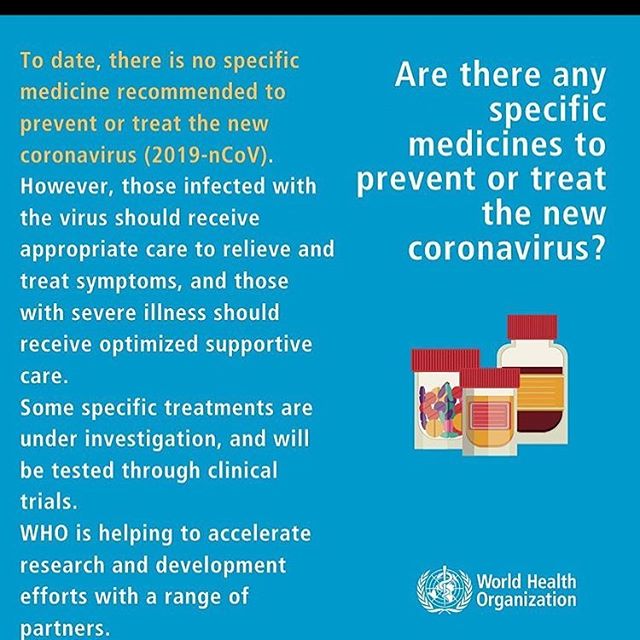 To date, there is no specific
medicine recommended to
prevent or treat the new
coronavirus (2019-nCoV).
However, those infected with
the virus should receive
appropriate care to relieve and
treat symptoms, and those
with severe illness should
receive optimized supportive
care.
Some specific treatments are
under investigation, and will
be tested through clinical
trials.
WHO is helping to accelerate
research and development
efforts with a range of
partners.
Are there any
specific
medicines to
prevent or treat
the new
coronavirus?
World Health
Organization